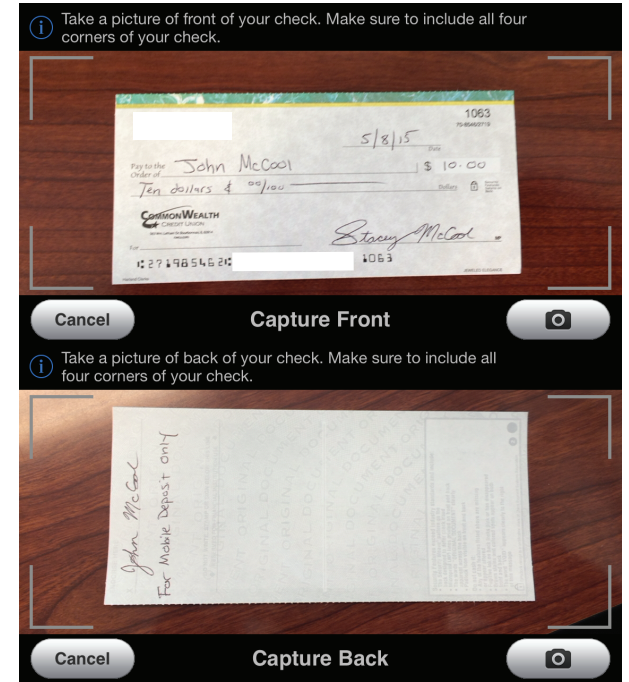 Take a picture of front of your check. Make sure to include all four
corners of your check.
1063
5/8/15
Date
Pay to the
Order of John McCool $ 10.00
Ten dollars & 00/100 Dollars
COMMONWEALTH
CREDIT UNION
For Stacey McCool
⑆271985462⑆ 1063
Cancel
Capture Front
Take a picture of back of your check. Make sure to include all
four corners of your check.
John McCool
For Mobile Deposit Only
Cancel
Capture Back